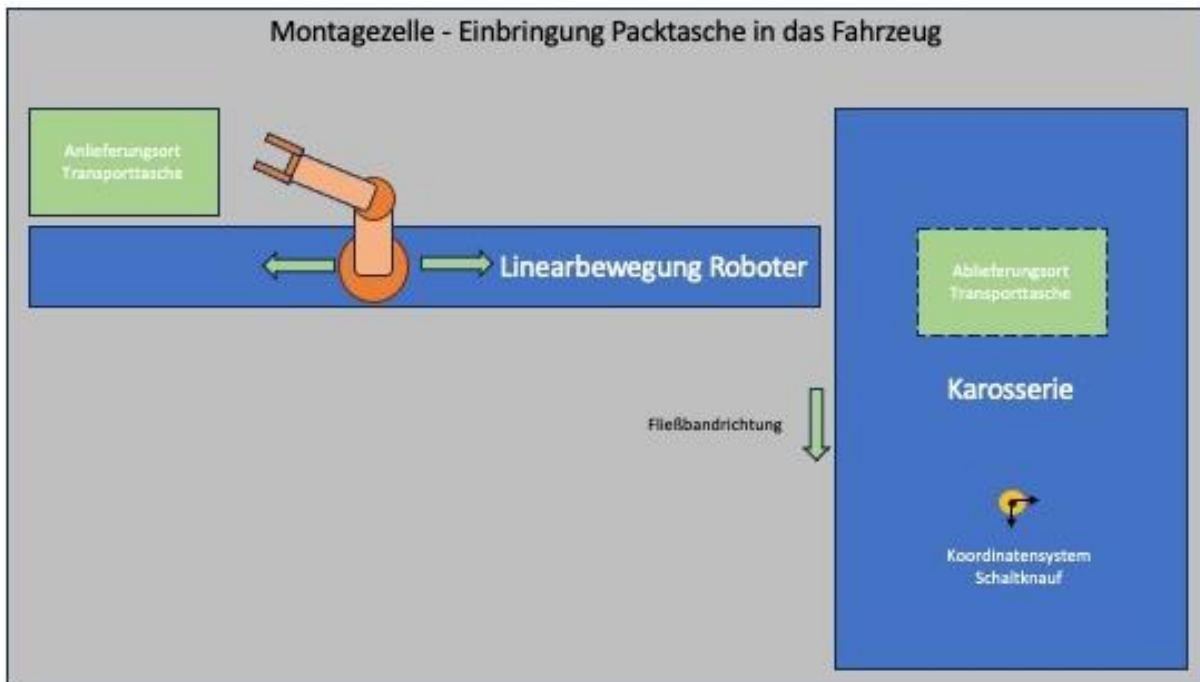 Montagezelle - Einbringung Packtasche in das Fahrzeug
Anlieferungsort
Transporttasche
Linearbewegung Roboter
Ablieferungsort
Transporttasche
Karosserie
Fließbandrichtung
Koordinatensystem
Schaltknauf